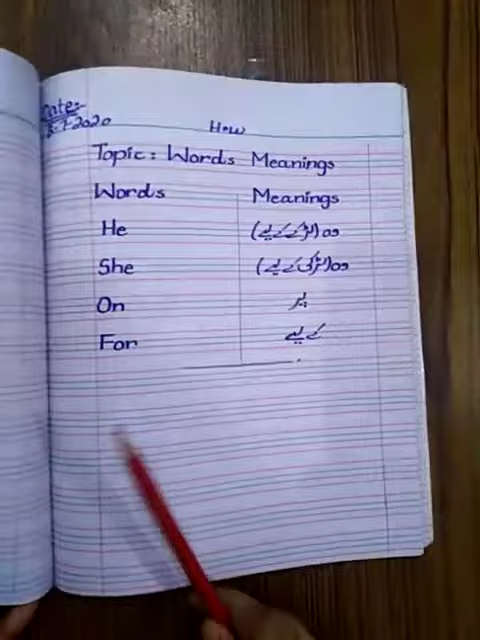 Date:-
8-7-2020
H.W
Topic: Words Meanings
Words Meanings
He وہ (لڑکے کے لیے)
She وہ (لڑکی کے لیے)
On پر
For کے لیے